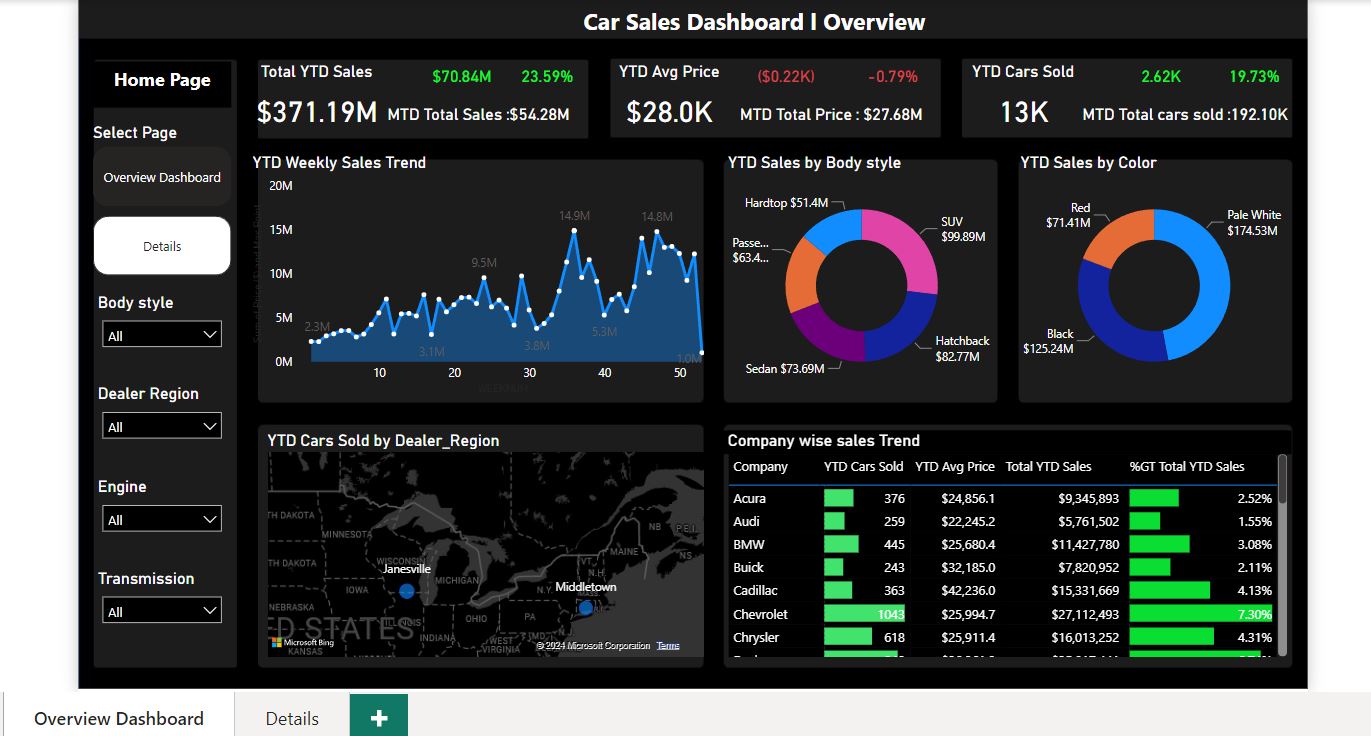 Car Sales Dashboard l Overview
Home Page
Select Page
Overview Dashboard
Details
Body style
All
Dealer Region
All
Engine
All
Transmission
All
Total YTD Sales
$70.84M 23.59%
$371.19M MTD Total Sales :$54.28M
YTD Avg Price
($0.22K) -0.79%
$28.0K MTD Total Price : $27.68M
YTD Cars Sold
2.62K 19.73%
13K MTD Total cars sold :192.10K
YTD Weekly Sales Trend
20M
15M
10M
5M
0M
2.3M
3.1M
9.5M
3.8M
14.9M
5.3M
14.8M
1.0M
10 20 30 40 50
WEEKNUM
YTD Sales by Body style
Hardtop $51.4M
SUV
$99.89M
Passe...
$63.4...
Hatchback
$82.77M
Sedan $73.69M
YTD Sales by Color
Red
$71.41M
Pale White
$174.53M
Black
$125.24M
YTD Cars Sold by Dealer_Region
TH DAKOTA
MINNESOTA
TH DAKOTA
WISCONSIN
Janesville
MICHIGAN
IOWA
NEBRASKA
ILLINOIS
INDIANA
OHIO
PA
N.Y.
VT.
N.H.
MASS.
MAINE
NB
P.E.I.
NS
Middletown
ED STATES
KANSAS
WEST
VIRGINIA
MD.
N.J.
Microsoft Bing
© 2024 Microsoft Corporation Terms
Company wise sales Trend
Company YTD Cars Sold YTD Avg Price Total YTD Sales %GT Total YTD Sales
Acura 376 $24,856.1 $9,345,893 2.52%
Audi 259 $22,245.2 $5,761,502 1.55%
BMW 445 $25,680.4 $11,427,780 3.08%
Buick 243 $32,185.0 $7,820,952 2.11%
Cadillac 363 $42,236.0 $15,331,669 4.13%
Chevrolet 1043 $25,994.7 $27,112,493 7.30%
Chrysler 618 $25,911.4 $16,013,252 4.31%
Overview Dashboard
Details
+